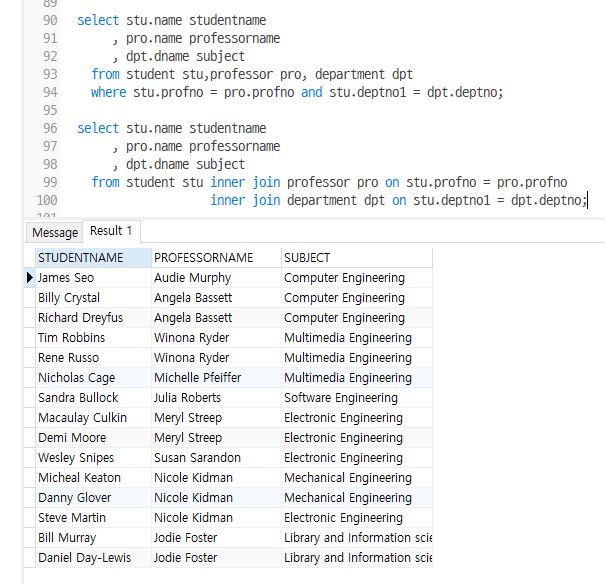 89
90 select stu.name studentname
91 , pro.name professorname
92 , dpt.dname subject
93 from student stu,professor pro, department dpt
94 where stu.profno = pro.profno and stu.deptno1 = dpt.deptno;
95
96 select stu.name studentname
97 , pro.name professorname
98 , dpt.dname subject
99 from student stu inner join professor pro on stu.profno = pro.profno
100 inner join department dpt on stu.deptno1 = dpt.deptno;
101
Message Result 1
STUDENTNAME PROFESSORNAME SUBJECT
James Seo Audie Murphy Computer Engineering
Billy Crystal Angela Bassett Computer Engineering
Richard Dreyfus Angela Bassett Computer Engineering
Tim Robbins Winona Ryder Multimedia Engineering
Rene Russo Winona Ryder Multimedia Engineering
Nicholas Cage Michelle Pfeiffer Multimedia Engineering
Sandra Bullock Julia Roberts Software Engineering
Macaulay Culkin Meryl Streep Electronic Engineering
Demi Moore Meryl Streep Electronic Engineering
Wesley Snipes Susan Sarandon Electronic Engineering
Micheal Keaton Nicole Kidman Mechanical Engineering
Danny Glover Nicole Kidman Mechanical Engineering
Steve Martin Nicole Kidman Electronic Engineering
Bill Murray Jodie Foster Library and Information scie
Daniel Day-Lewis Jodie Foster Library and Information scie